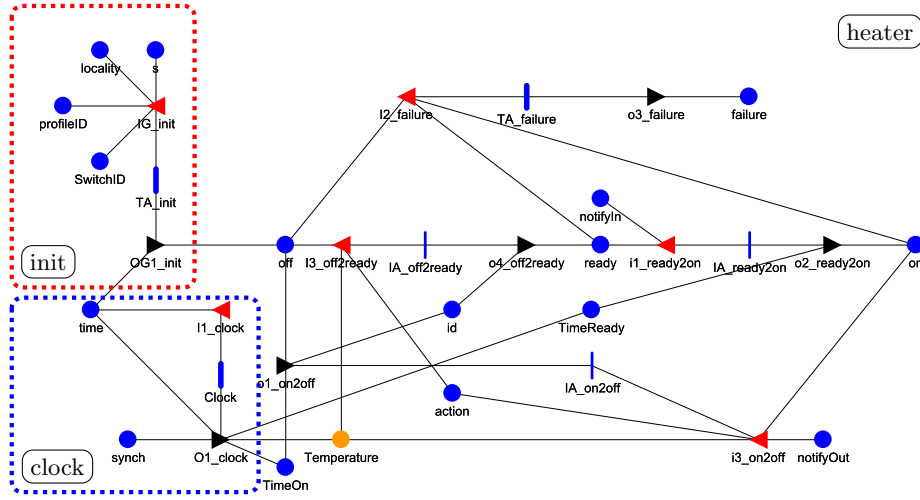 heater
locality
s
profileID
IG_init
I2_failure
TA_failure
o3_failure
failure
SwitchID
TA_init
notifyIn
init
OG1_init
off
I3_off2ready
IA_off2ready
o4_off2ready
ready
i1_ready2on
IA_ready2on
o2_ready2on
on
time
I1_clock
id
TimeReady
Clock
o1_on2off
IA_on2off
action
clock
synch
O1_clock
Temperature
i3_on2off
notifyOut
TimeOn